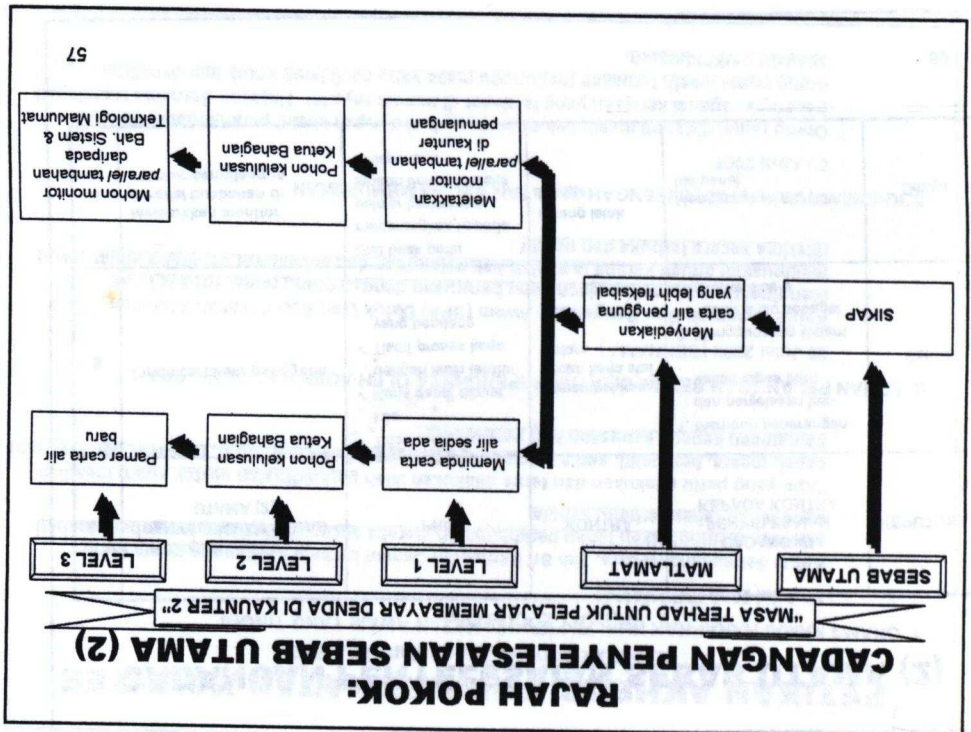 RAJAH POKOK:
CADANGAN PENYELESAIAN SEBAB UTAMA (2)
"MASA TERHAD UNTUK PELAJAR MEMBAYAR DENDA DI KAUNTER 2"
SEBAB UTAMA
MATLAMAT
LEVEL 1
LEVEL 2
LEVEL 3
SIKAP
Menyediakan
carta alir pengguna
yang lebih fleksibel
Meminda carta
alir sedia ada
Pohon Kelulusan
Ketua Bahagian
Pamer carta alir
baru
Meletakkan
monitor
parallel tambahan
di kaunter
pemulangan
Pohon Kelulusan
Ketua Bahagian
Mohon monitor
parallel tambahan
daripada
Bah. Sistem &
Teknologi Maklumat
57